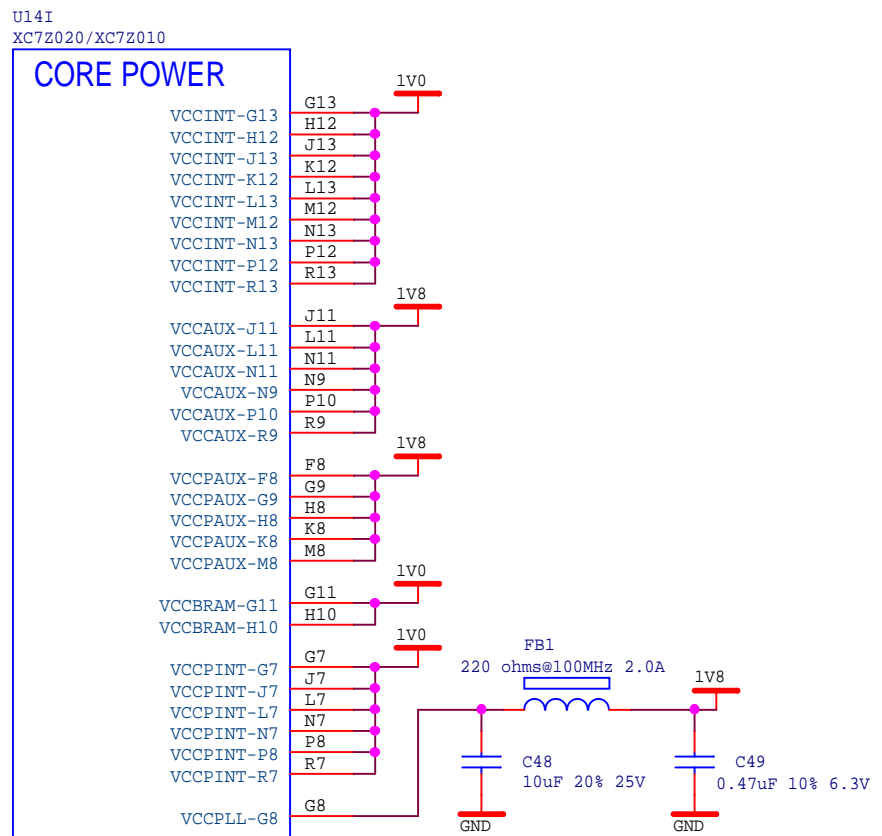 U14I
XC7Z020/XC7Z010
CORE POWER
1V0
VCCINT-G13 G13
VCCINT-H12 H12
VCCINT-J13 J13
VCCINT-K12 K12
VCCINT-L13 L13
VCCINT-M12 M12
VCCINT-N13 N13
VCCINT-P12 P12
VCCINT-R13 R13
1V8
VCCAUX-J11 J11
VCCAUX-L11 L11
VCCAUX-N11 N11
VCCAUX-N9 N9
VCCAUX-P10 P10
VCCAUX-R9 R9
1V8
VCCPAUX-F8 F8
VCCPAUX-G9 G9
VCCPAUX-H8 H8
VCCPAUX-K8 K8
VCCPAUX-M8 M8
1V0
VCCBRAM-G11 G11
VCCBRAM-H10 H10
1V0
VCCPINT-G7 G7
VCCPINT-J7 J7
VCCPINT-L7 L7
VCCPINT-N7 N7
VCCPINT-P8 P8
VCCPINT-R7 R7
VCCPLL-G8 G8
FB1
220 ohms@100MHz 2.0A
1V8
C48
10uF 20% 25V
GND
C49
0.47uF 10% 6.3V
GND